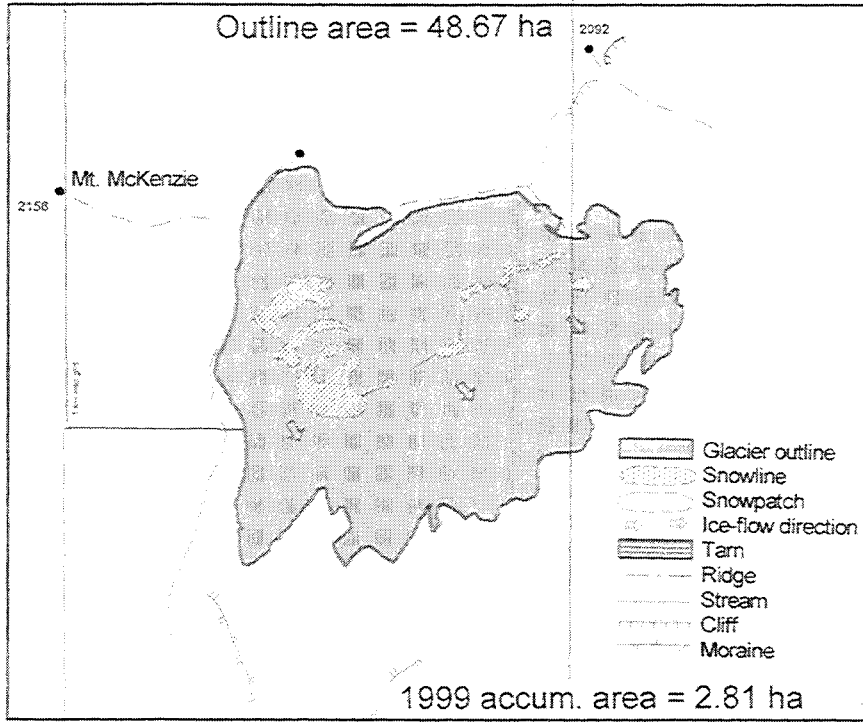 Outline area = 48.67 ha
2092
Mt. McKenzie
2158
Glacier outline
Snowline
Snowpatch
Ice-flow direction
Tarn
Ridge
Stream
Cliff
Moraine
1999 accum. area = 2.81 ha